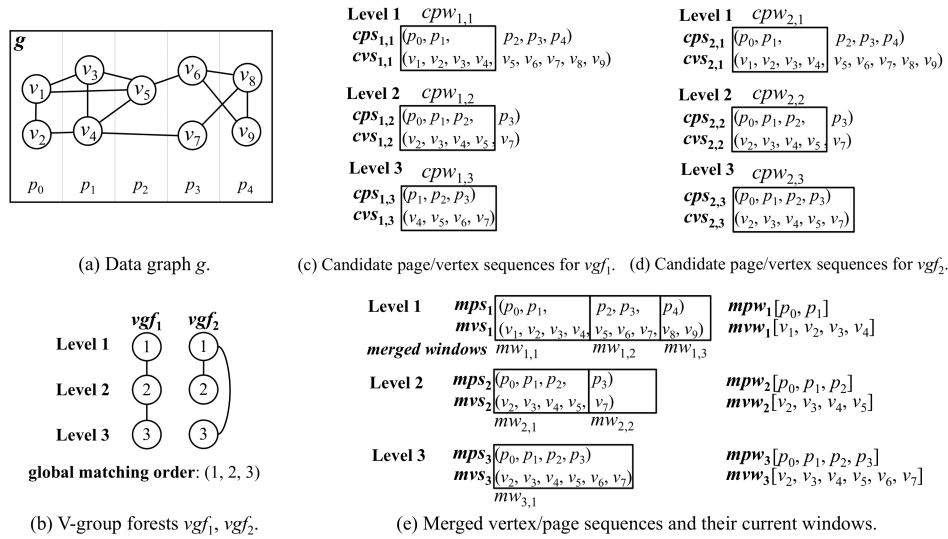 g
v1 v3 v5 v6 v8
v2 v4 v7 v9
p0 p1 p2 p3 p4
(a) Data graph g.
Level 1 cpw1,1
cps1,1 (p0, p1, p2, p3, p4)
cvs1,1 (v1, v2, v3, v4, v5, v6, v7, v8, v9)
Level 2 cpw1,2
cps1,2 (p0, p1, p2, p3)
cvs1,2 (v2, v3, v4, v5, v7)
Level 3 cpw1,3
cps1,3 (p1, p2, p3)
cvs1,3 (v4, v5, v6, v7)
(c) Candidate page/vertex sequences for vgf1.
Level 1 cpw2,1
cps2,1 (p0, p1, p2, p3, p4)
cvs2,1 (v1, v2, v3, v4, v5, v6, v7, v8, v9)
Level 2 cpw2,2
cps2,2 (p0, p1, p2, p3)
cvs2,2 (v2, v3, v4, v5, v7)
Level 3 cpw2,3
cps2,3 (p0, p1, p2, p3)
cvs2,3 (v2, v3, v4, v5, v7)
(d) Candidate page/vertex sequences for vgf2.
vgf1 vgf2
Level 1 1 1
Level 2 2 2
Level 3 3 3
global matching order: (1, 2, 3)
(b) V-group forests vgf1, vgf2.
Level 1 mps1 (p0, p1, p2, p3, p4) mpw1[p0, p1]
mvs1 (v1, v2, v3, v4, v5, v6, v7, v8, v9) mvw1[v1, v2, v3, v4]
merged windows mw1,1 mw1,2 mw1,3
Level 2 mps2 (p0, p1, p2, p3) mpw2[p0, p1, p2]
mvs2 (v2, v3, v4, v5, v7) mvw2[v2, v3, v4, v5]
mw2,1 mw2,2
Level 3 mps3 (p0, p1, p2, p3) mpw3[p0, p1, p2, p3]
mvs3 (v2, v3, v4, v5, v6, v7) mvw3[v2, v3, v4, v5, v6, v7]
mw3,1
(e) Merged vertex/page sequences and their current windows.